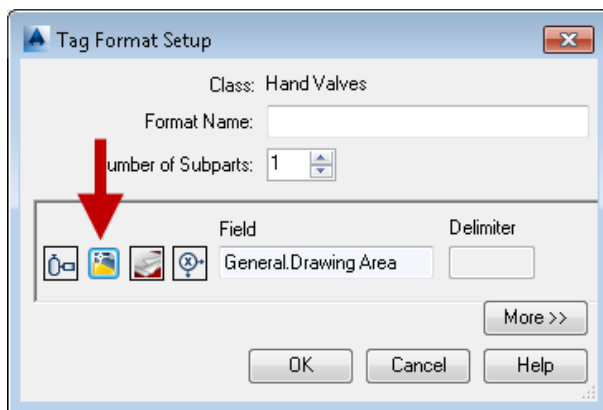 Tag Format Setup
Class: Hand Valves
Format Name:
umber of Subparts: 1
Field
Delimiter
General.Drawing Area
More >>
OK
Cancel
Help